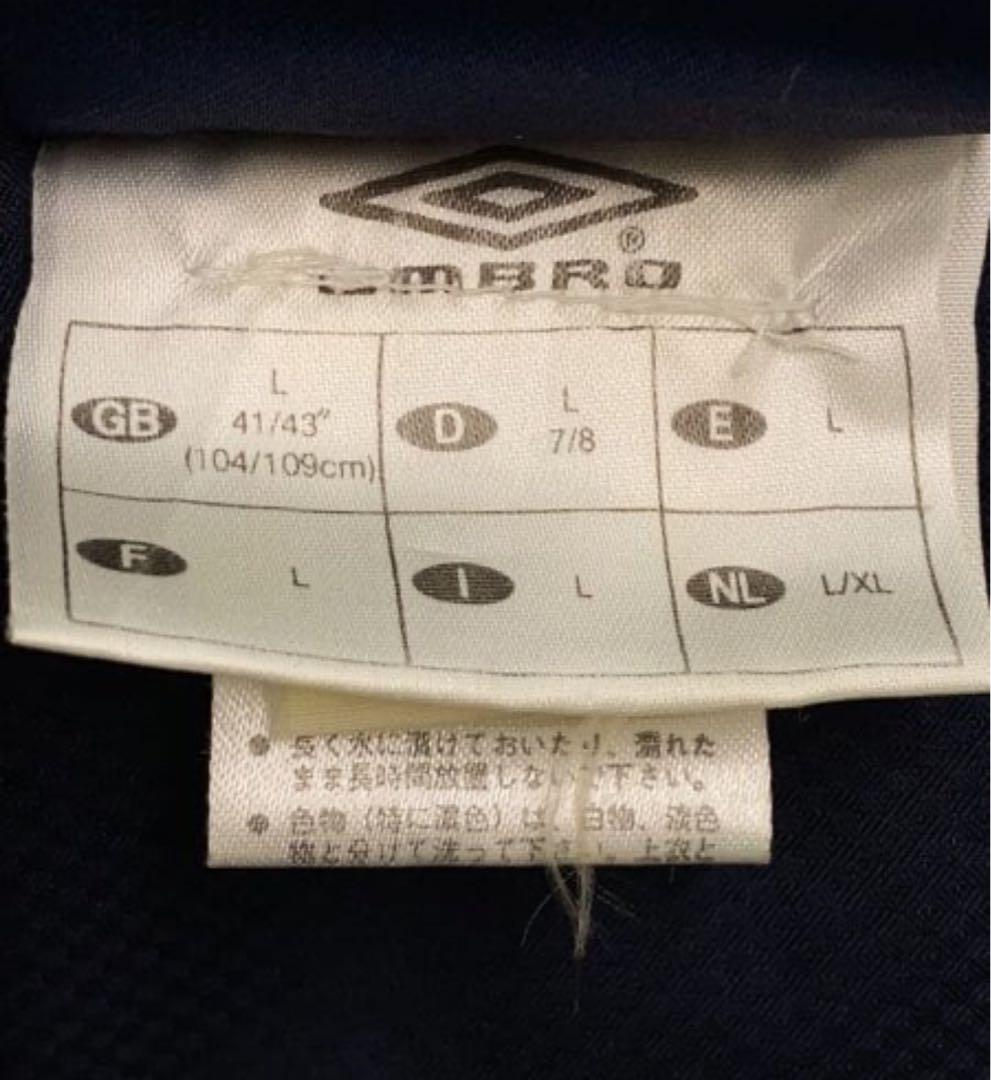 ®
umBRO
GB L 41/43" (104/109cm)
D L 7/8
E L
F L
I L
NL L/XL
長く水に漬けておいたり、濡れた
まま長時間放置しないで下さい。
色物（特に濃色）は、白物、淡色
物と分けて洗って下さい。上衣と